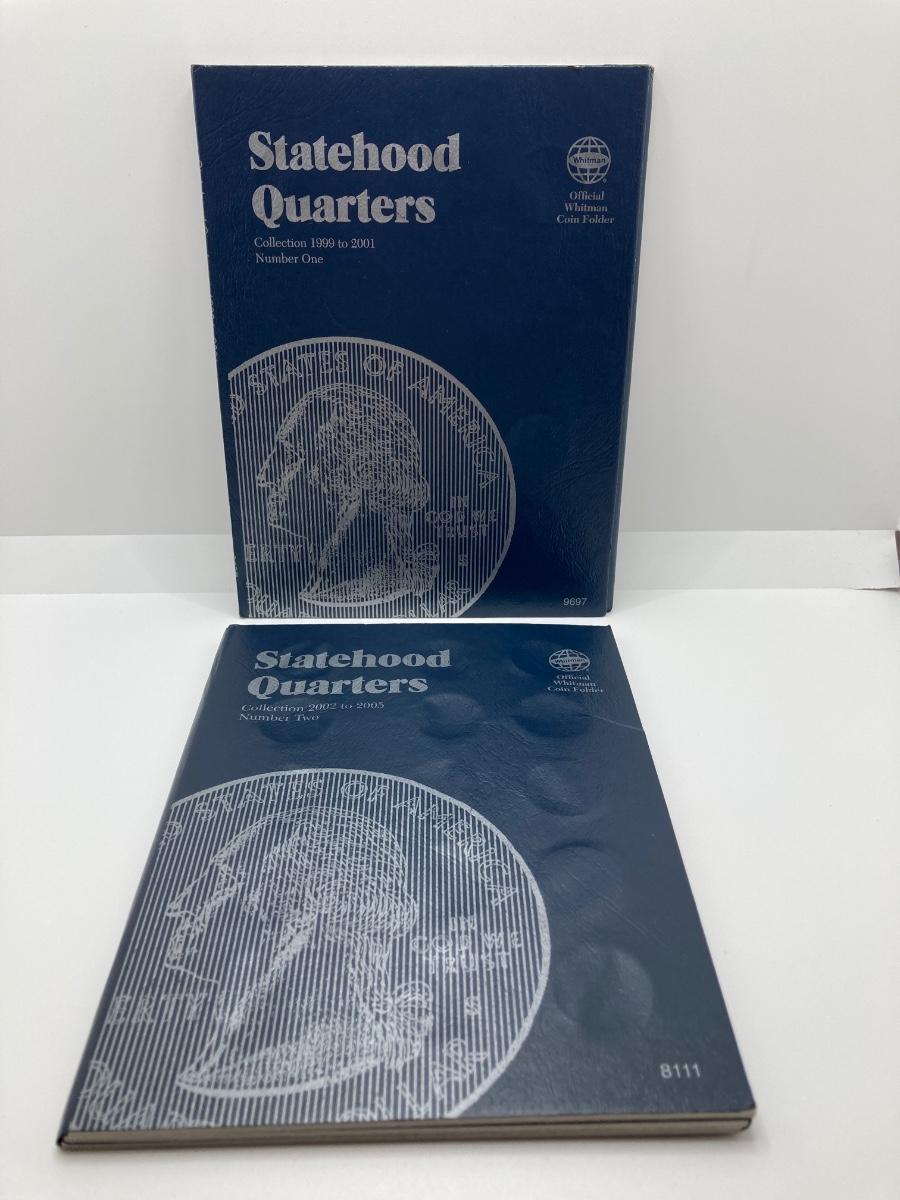 Statehood
Quarters
Collection 1999 to 2001
Number One
Whitman
Official
Whitman
Coin Folder
D STATES OF AMERICA
IN
GOD WE
TRUST
ERTY
S
9697
Statehood
Quarters
Collection 2002 to 2005
Number Two
Whitman
Official
Whitman
Coin Folder
D STATES OF AMERICA
IN
GOD WE
TRUST
ERTY
S
8111